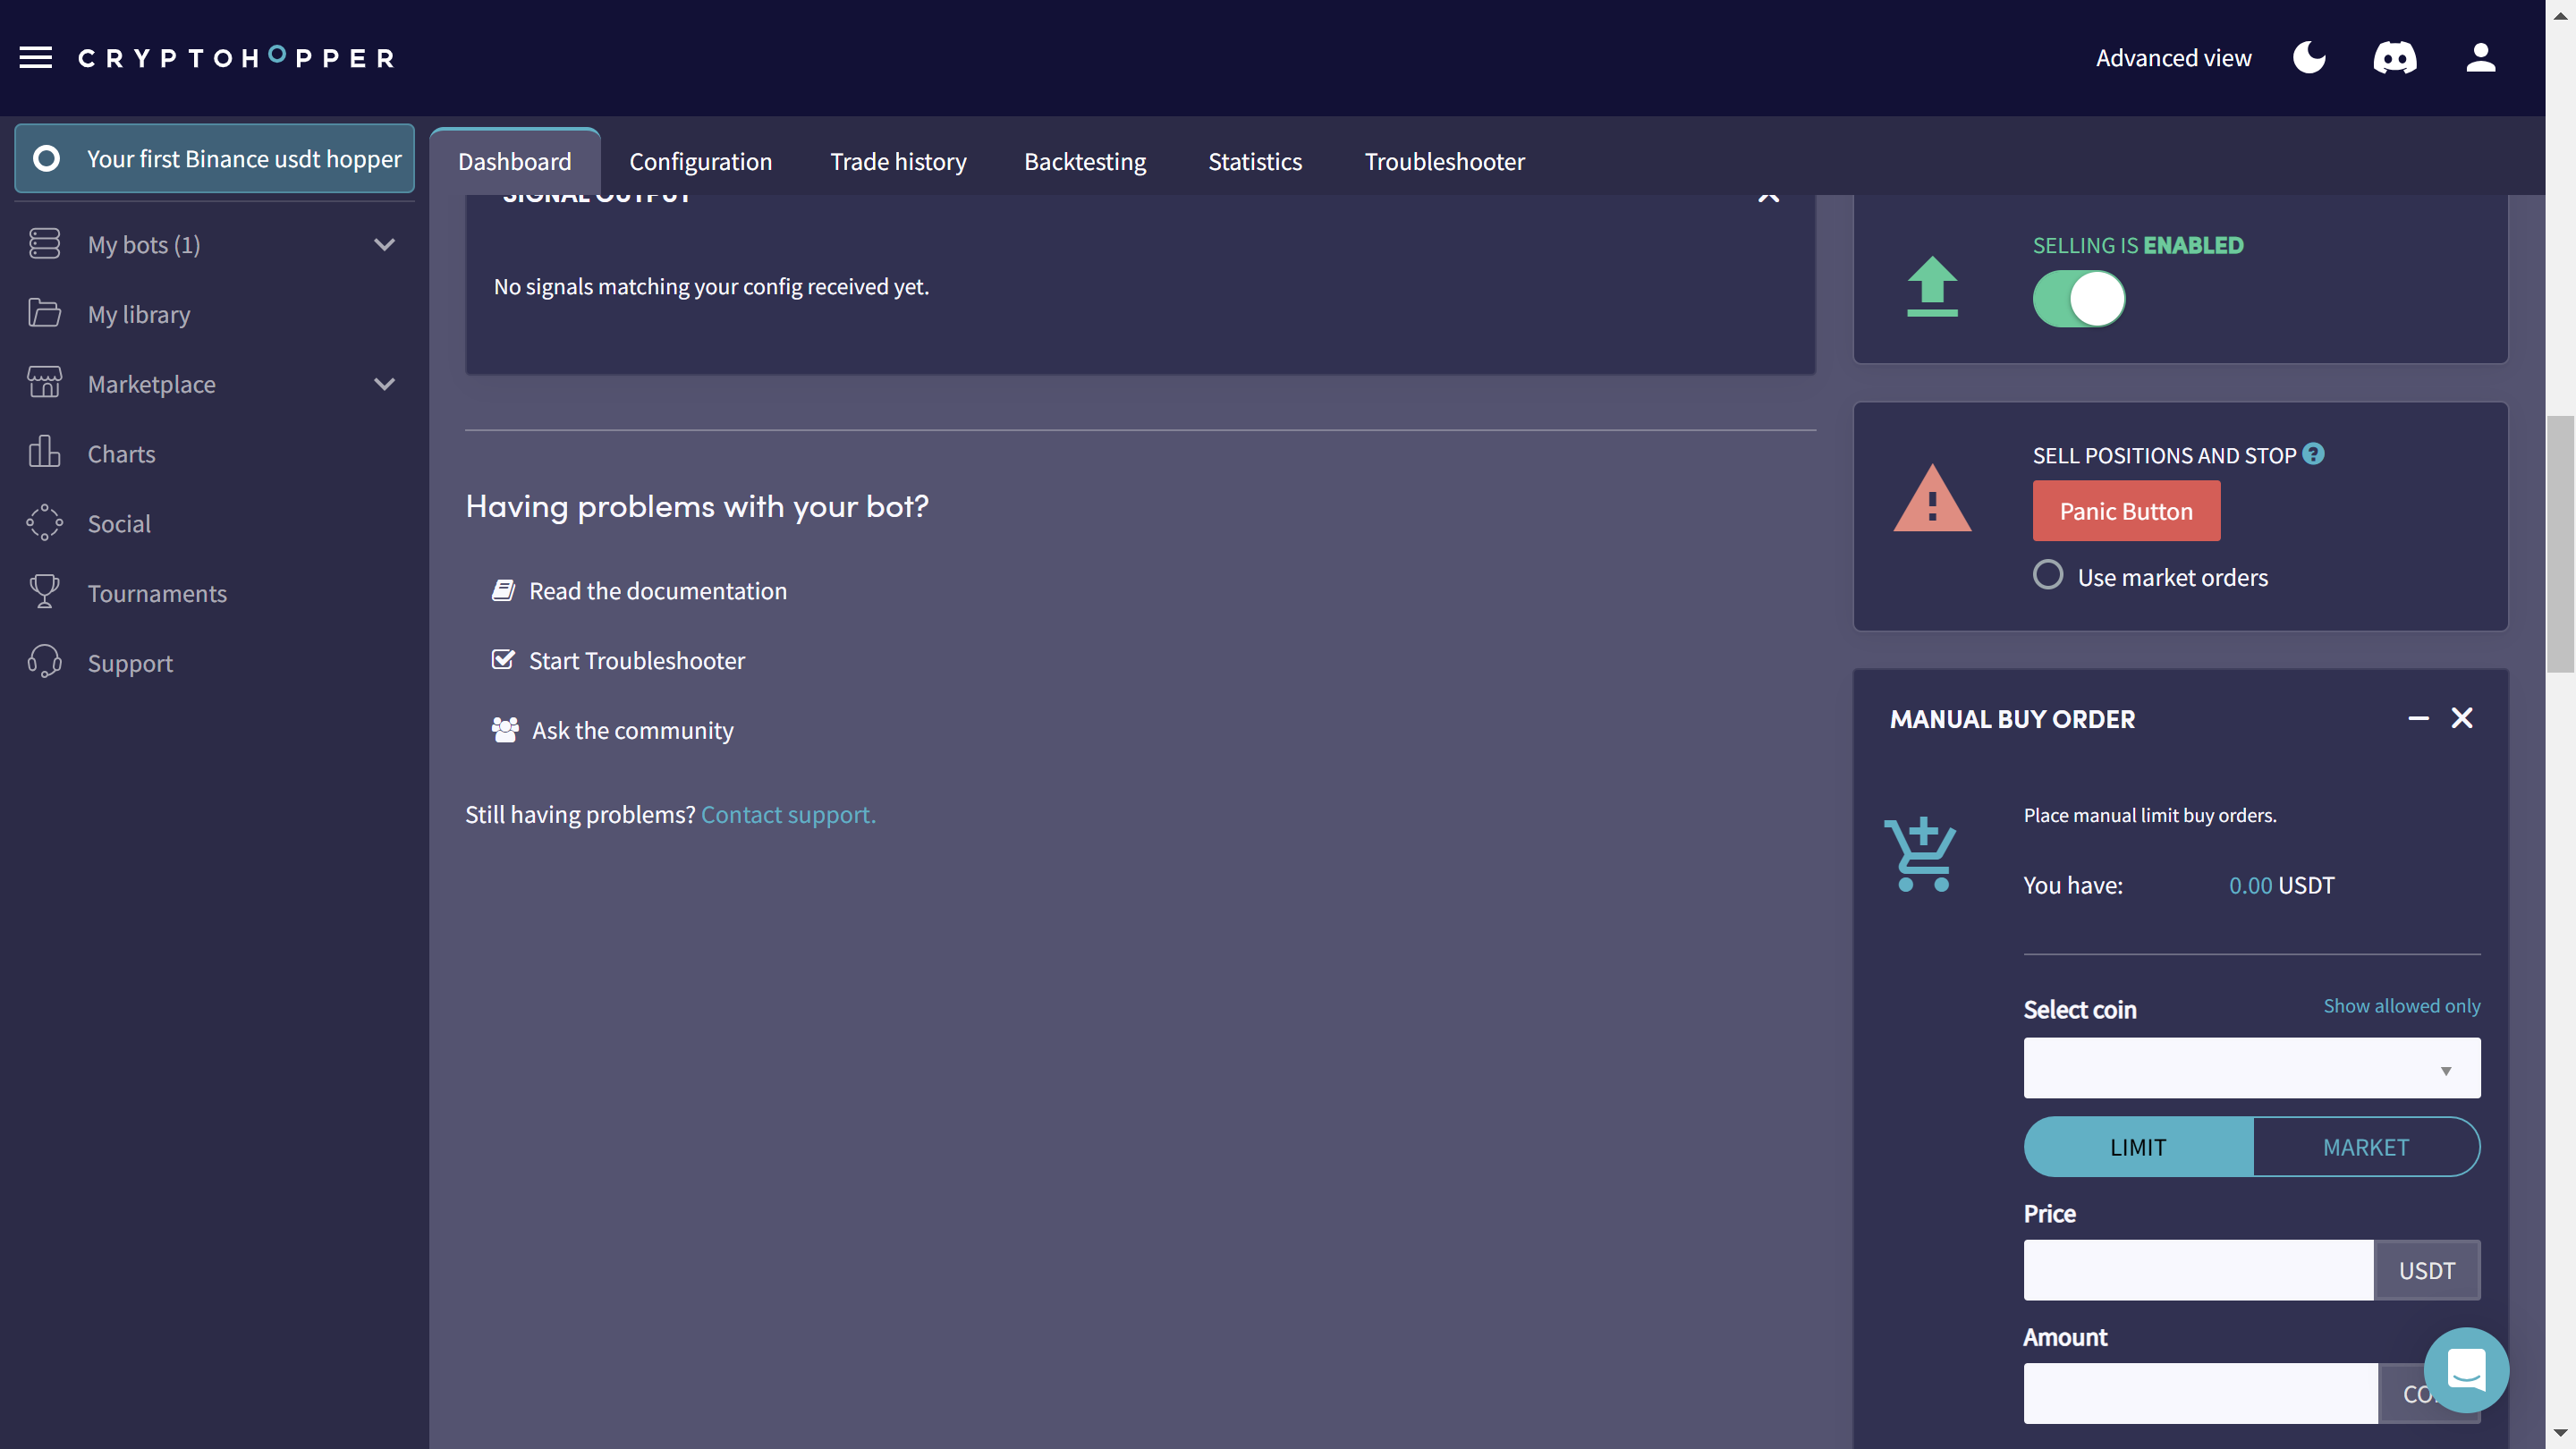 CRYPTOHOPPER
Advanced view
Your first Binance usdt hopper
Dashboard
Configuration
Trade history
Backtesting
Statistics
Troubleshooter
My bots (1)
My library
Marketplace
Charts
Social
Tournaments
Support
SIGNAL OUTPUT
No signals matching your config received yet.
Having problems with your bot?
Read the documentation
Start Troubleshooter
Ask the community
Still having problems? Contact support.
SELLING IS ENABLED
SELL POSITIONS AND STOP
Panic Button
Use market orders
MANUAL BUY ORDER
Place manual limit buy orders.
You have: 0.00 USDT
Select coin
Show allowed only
LIMIT
MARKET
Price
USDT
Amount